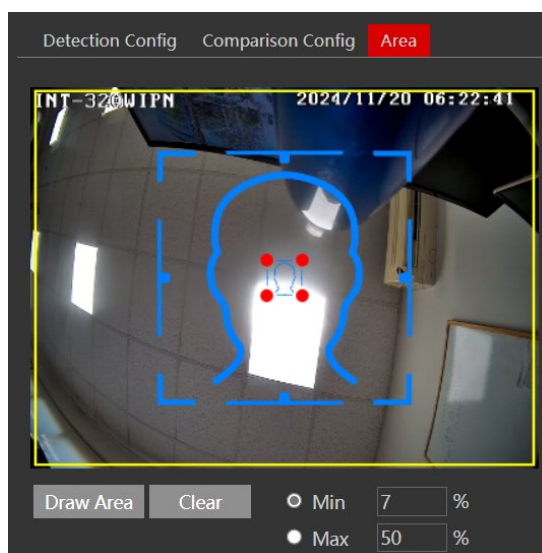 Detection Config Comparison Config Area
INT-320WIPN 2024/11/20 06:22:41
Draw Area Clear Min 7 %
Max 50 %